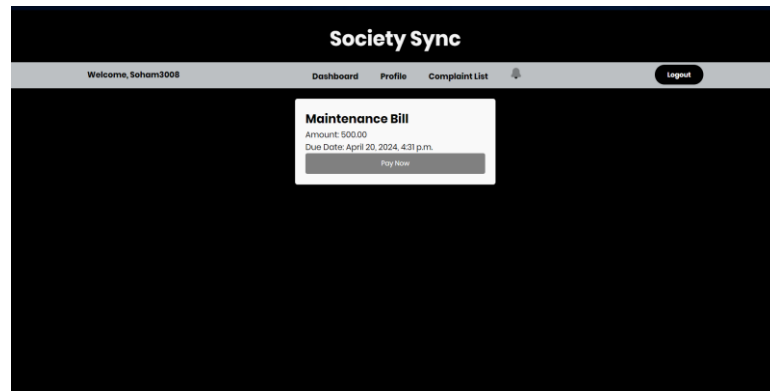 Society Sync
Welcome, Soham3008 Dashboard Profile Complaint List Logout
Maintenance Bill
Amount: 500.00
Due Date: April 20, 2024, 4:31 p.m.
Pay Now